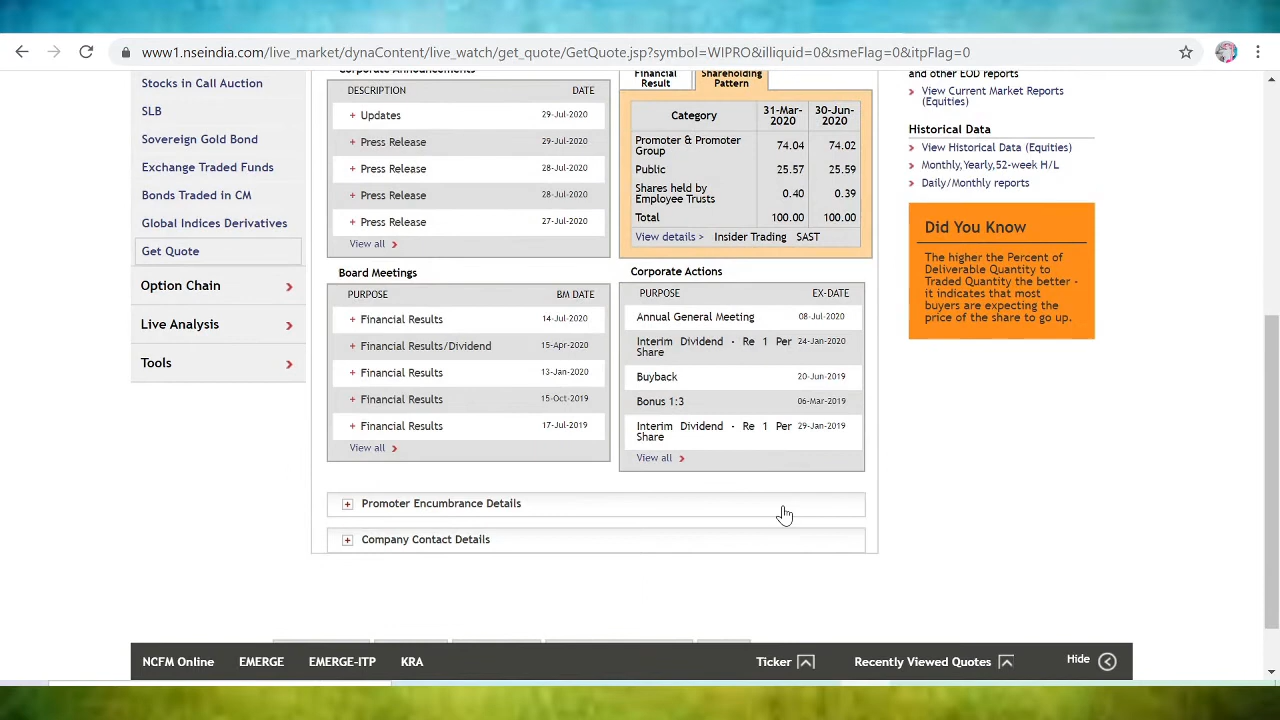 www1.nseindia.com/live_market/dynaContent/live_watch/get_quote/GetQuote.jsp?symbol=WIPRO&illiquid=0&smeFlag=0&itpFlag=0
Stocks in Call Auction
SLB
Sovereign Gold Bond
Exchange Traded Funds
Bonds Traded in CM
Global Indices Derivatives
Get Quote
Option Chain
Live Analysis
Tools
Corporate Announcements
DESCRIPTION DATE
+ Updates 29-Jul-2020
+ Press Release 29-Jul-2020
+ Press Release 28-Jul-2020
+ Press Release 28-Jul-2020
+ Press Release 27-Jul-2020
View all >
Board Meetings
PURPOSE BM DATE
+ Financial Results 14-Jul-2020
+ Financial Results/Dividend 15-Apr-2020
+ Financial Results 13-Jan-2020
+ Financial Results 15-Oct-2019
+ Financial Results 17-Jul-2019
View all >
Financial
Result
Shareholding
Pattern
Category 31-Mar-2020 30-Jun-2020
Promoter & Promoter
Group 74.04 74.02
Public 25.57 25.59
Shares held by
Employee Trusts 0.40 0.39
Total 100.00 100.00
View details > Insider Trading SAST
Corporate Actions
PURPOSE EX-DATE
Annual General Meeting 08-Jul-2020
Interim Dividend - Re 1 Per 24-Jan-2020
Share
Buyback 20-Jun-2019
Bonus 1:3 06-Mar-2019
Interim Dividend - Re 1 Per 29-Jan-2019
Share
View all >
+ Promoter Encumbrance Details
+ Company Contact Details
and other EOD reports
> View Current Market Reports
(Equities)
Historical Data
> View Historical Data (Equities)
> Monthly,Yearly,52-week H/L
> Daily/Monthly reports
Did You Know
The higher the Percent of
Deliverable Quantity to
Traded Quantity the better -
it indicates that most
buyers are expecting the
price of the share to go up.
NCFM Online EMERGE EMERGE-ITP KRA Ticker Recently Viewed Quotes Hide